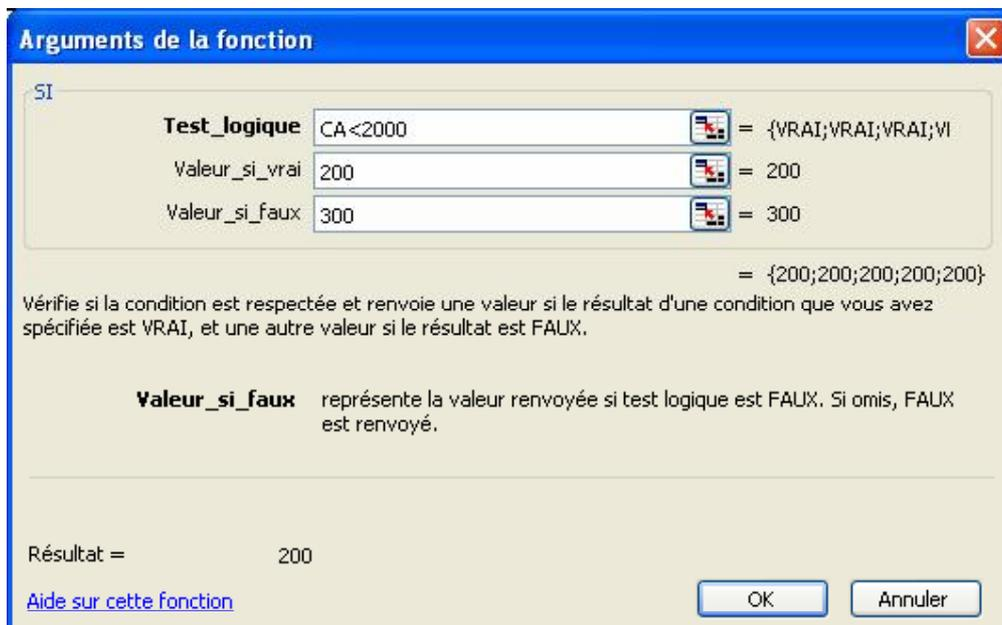 Arguments de la fonction
SI
Test_logique CA<2000 = {VRAI;VRAI;VRAI;VI
Valeur_si_vrai 200 = 200
Valeur_si_faux 300 = 300
= {200;200;200;200;200}
Vérifie si la condition est respectée et renvoie une valeur si le résultat d'une condition que vous avez
spécifiée est VRAI, et une autre valeur si le résultat est FAUX.
Valeur_si_faux représente la valeur renvoyée si test logique est FAUX. Si omis, FAUX
est renvoyé.
Résultat = 200
Aide sur cette fonction OK Annuler